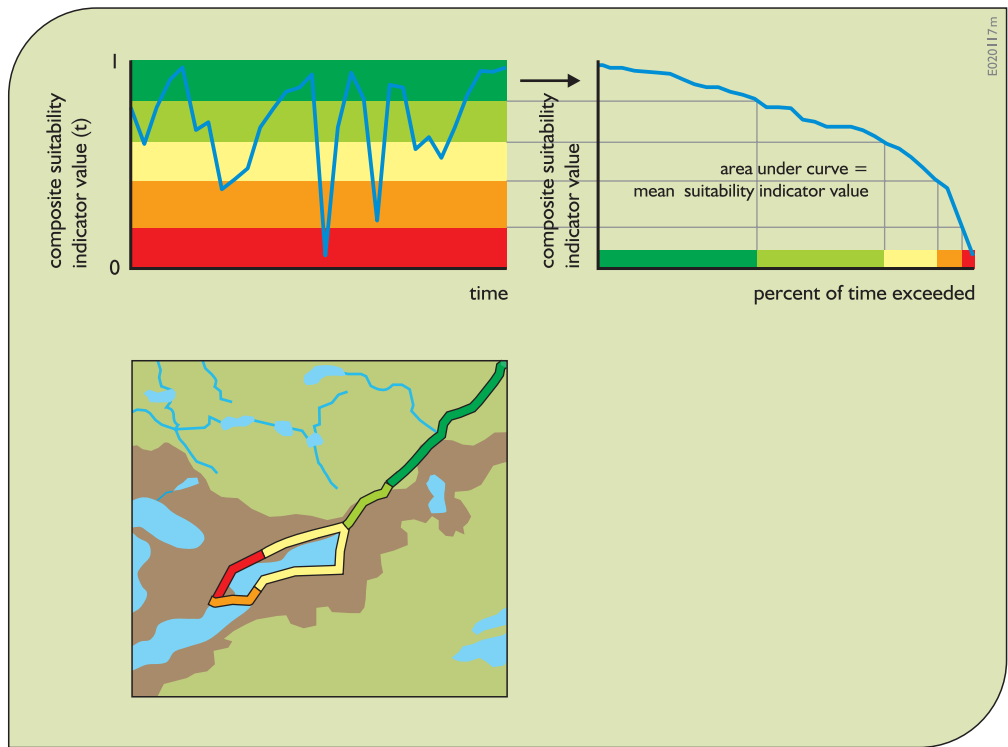 E020117m
1
composite suitability
indicator value (t)
0
time
composite suitability
indicator value
area under curve =
mean suitability indicator value
percent of time exceeded